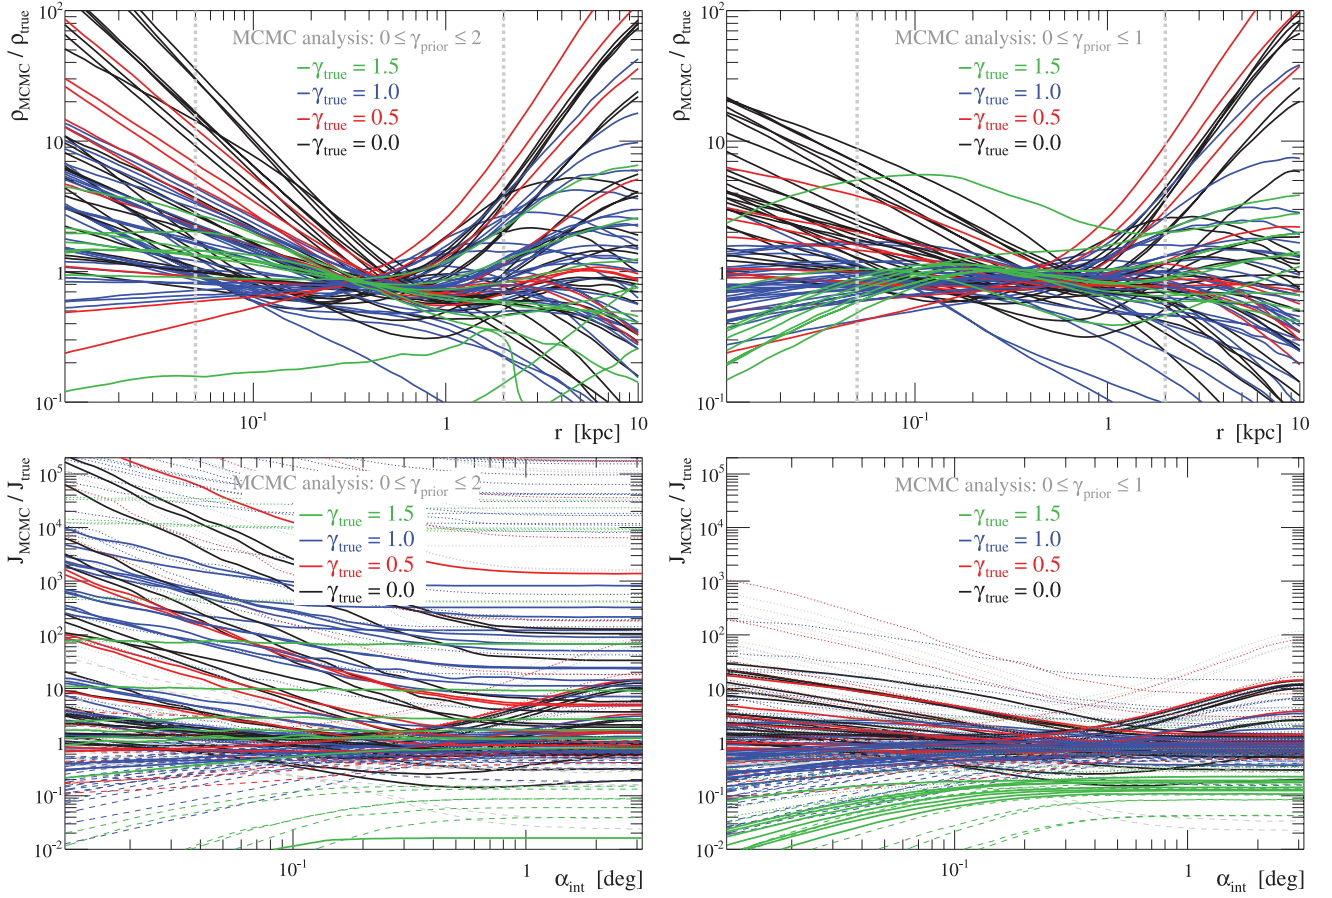 10²
10
1
10⁻¹
ρ_MCMC / ρ_true
MCMC analysis: 0 ≤ γ_prior ≤ 2
γ_true = 1.5
γ_true = 1.0
γ_true = 0.5
γ_true = 0.0
10⁻¹ 1 10
r [kpc]
10²
10
1
10⁻¹
ρ_MCMC / ρ_true
MCMC analysis: 0 ≤ γ_prior ≤ 1
γ_true = 1.5
γ_true = 1.0
γ_true = 0.5
γ_true = 0.0
10⁻¹ 1 10
r [kpc]
10⁵
10⁴
10³
10²
10
1
10⁻¹
10⁻²
J_MCMC / J_true
MCMC analysis: 0 ≤ γ_prior ≤ 2
γ_true = 1.5
γ_true = 1.0
γ_true = 0.5
γ_true = 0.0
10⁻¹ 1
α_int [deg]
10⁵
10⁴
10³
10²
10
1
10⁻¹
10⁻²
J_MCMC / J_true
MCMC analysis: 0 ≤ γ_prior ≤ 1
γ_true = 1.5
γ_true = 1.0
γ_true = 0.5
γ_true = 0.0
10⁻¹ 1
α_int [deg]